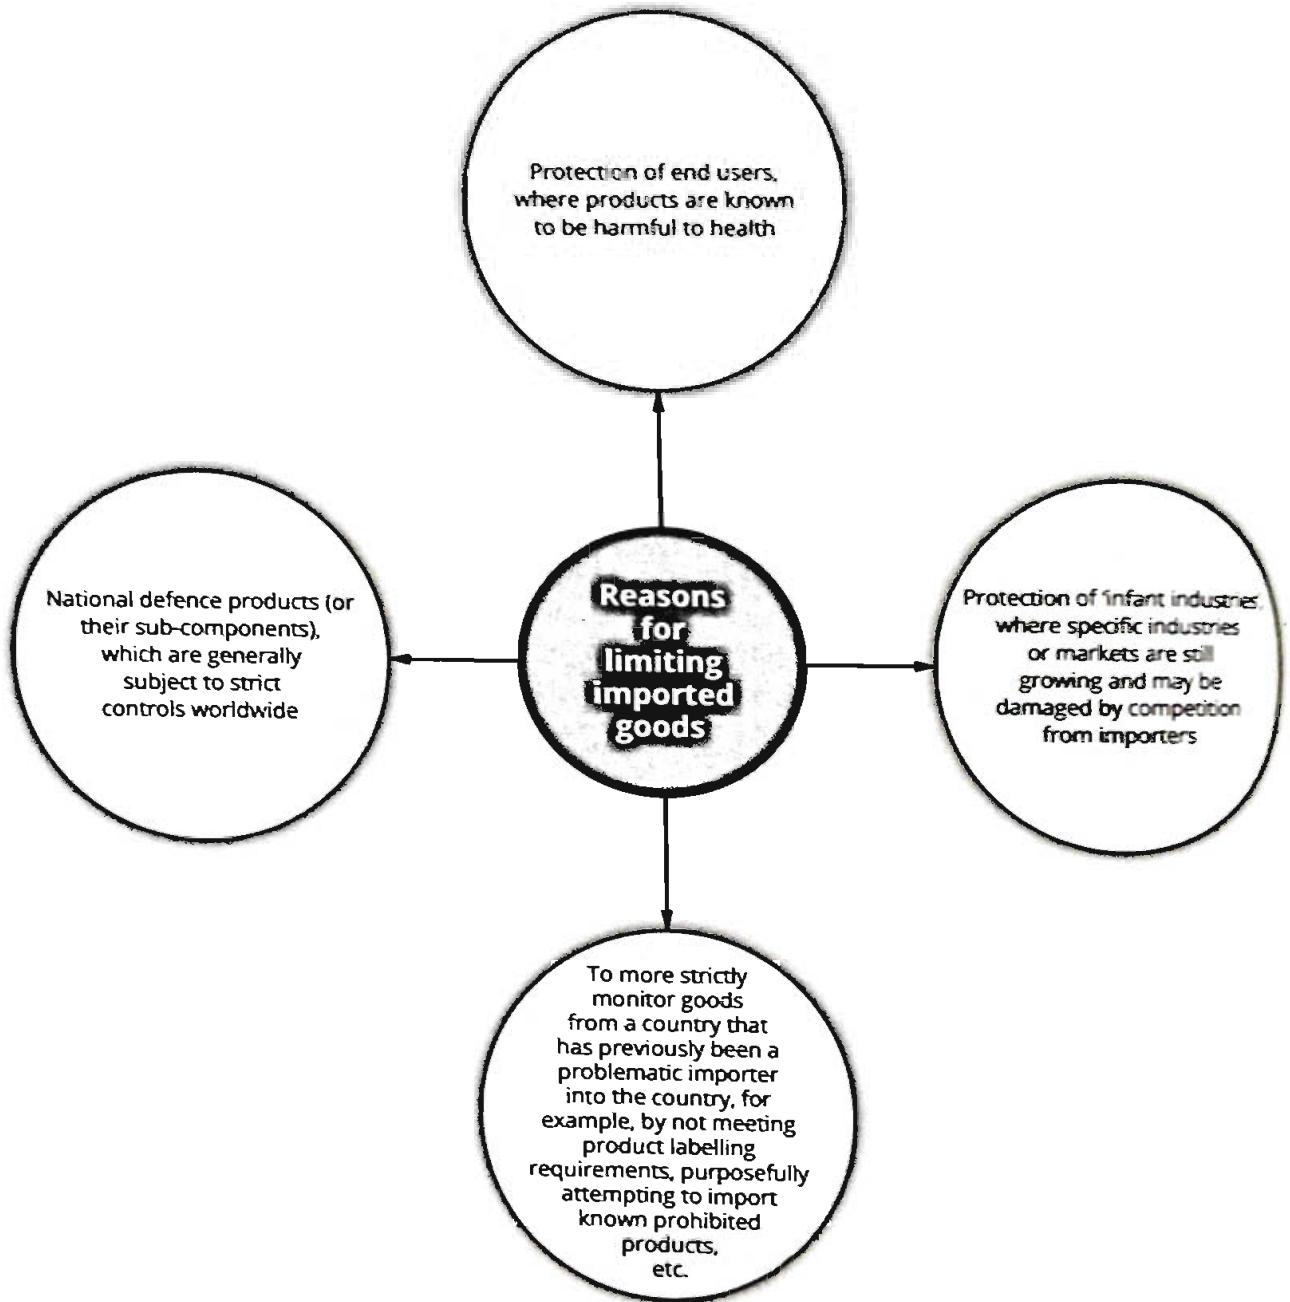 Protection of end users,
where products are known
to be harmful to health
National defence products (or
their sub-components),
which are generally
subject to strict
controls worldwide
Reasons
for
limiting
imported
goods
Protection of 'infant industries,
where specific industries
or markets are still
growing and may be
damaged by competition
from importers
To more strictly
monitor goods
from a country that
has previously been a
problematic importer
into the country, for
example, by not meeting
product labelling
requirements, purposefully
attempting to import
known prohibited
products,
etc.